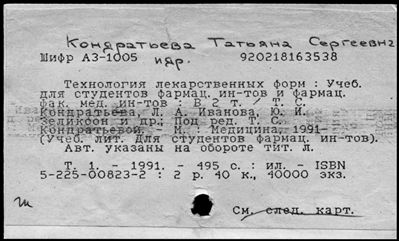 Кондратьева Татьяна Сергеевна
Шифр А3-1005 идр. 920218163538
Технология лекарственных форм : Учеб.
для студентов фармац. ин-тов и фармац.
фак. мед. ин-тов : В 2 т. / Т. С.
Кондратьева, Л. А. Иванова, Ю. И.
Зеликсон и др.; Под ред. Т. С.
Кондратьевой. - М. : Медицина, 1991-
(Учеб. лит. Для студентов фармац. ин-тов).
Авт. указаны на обороте тит. л.
Т. 1. - 1991. - 495 с. : ил. - ISBN
5-225-00823-2 : 2 р. 40 к., 40000 экз.
См. след. карт.